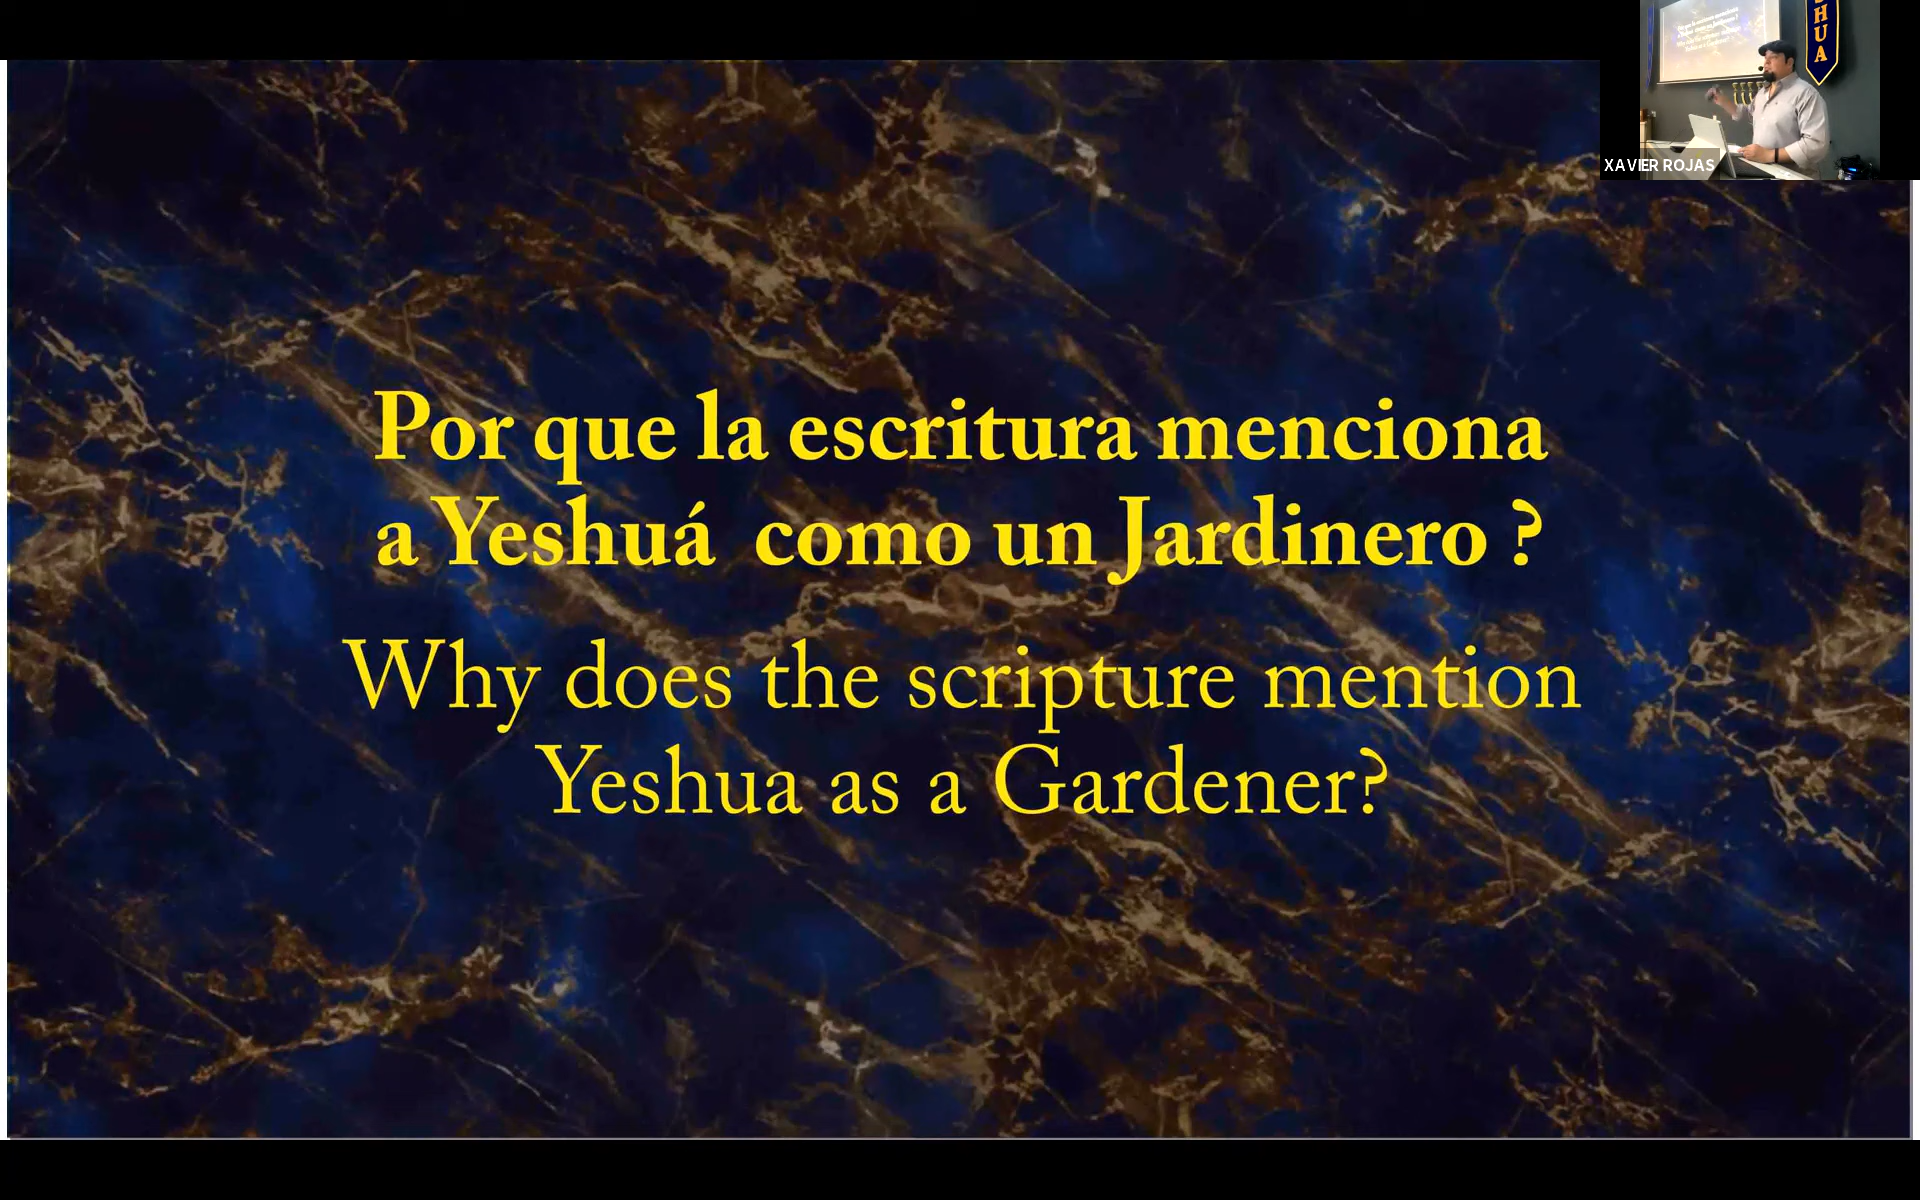 Por que la escritura menciona
a Yeshuá como un Jardinero ?
Why does the scripture mention
Yeshua as a Gardener?
XAVIER ROJAS
HUA